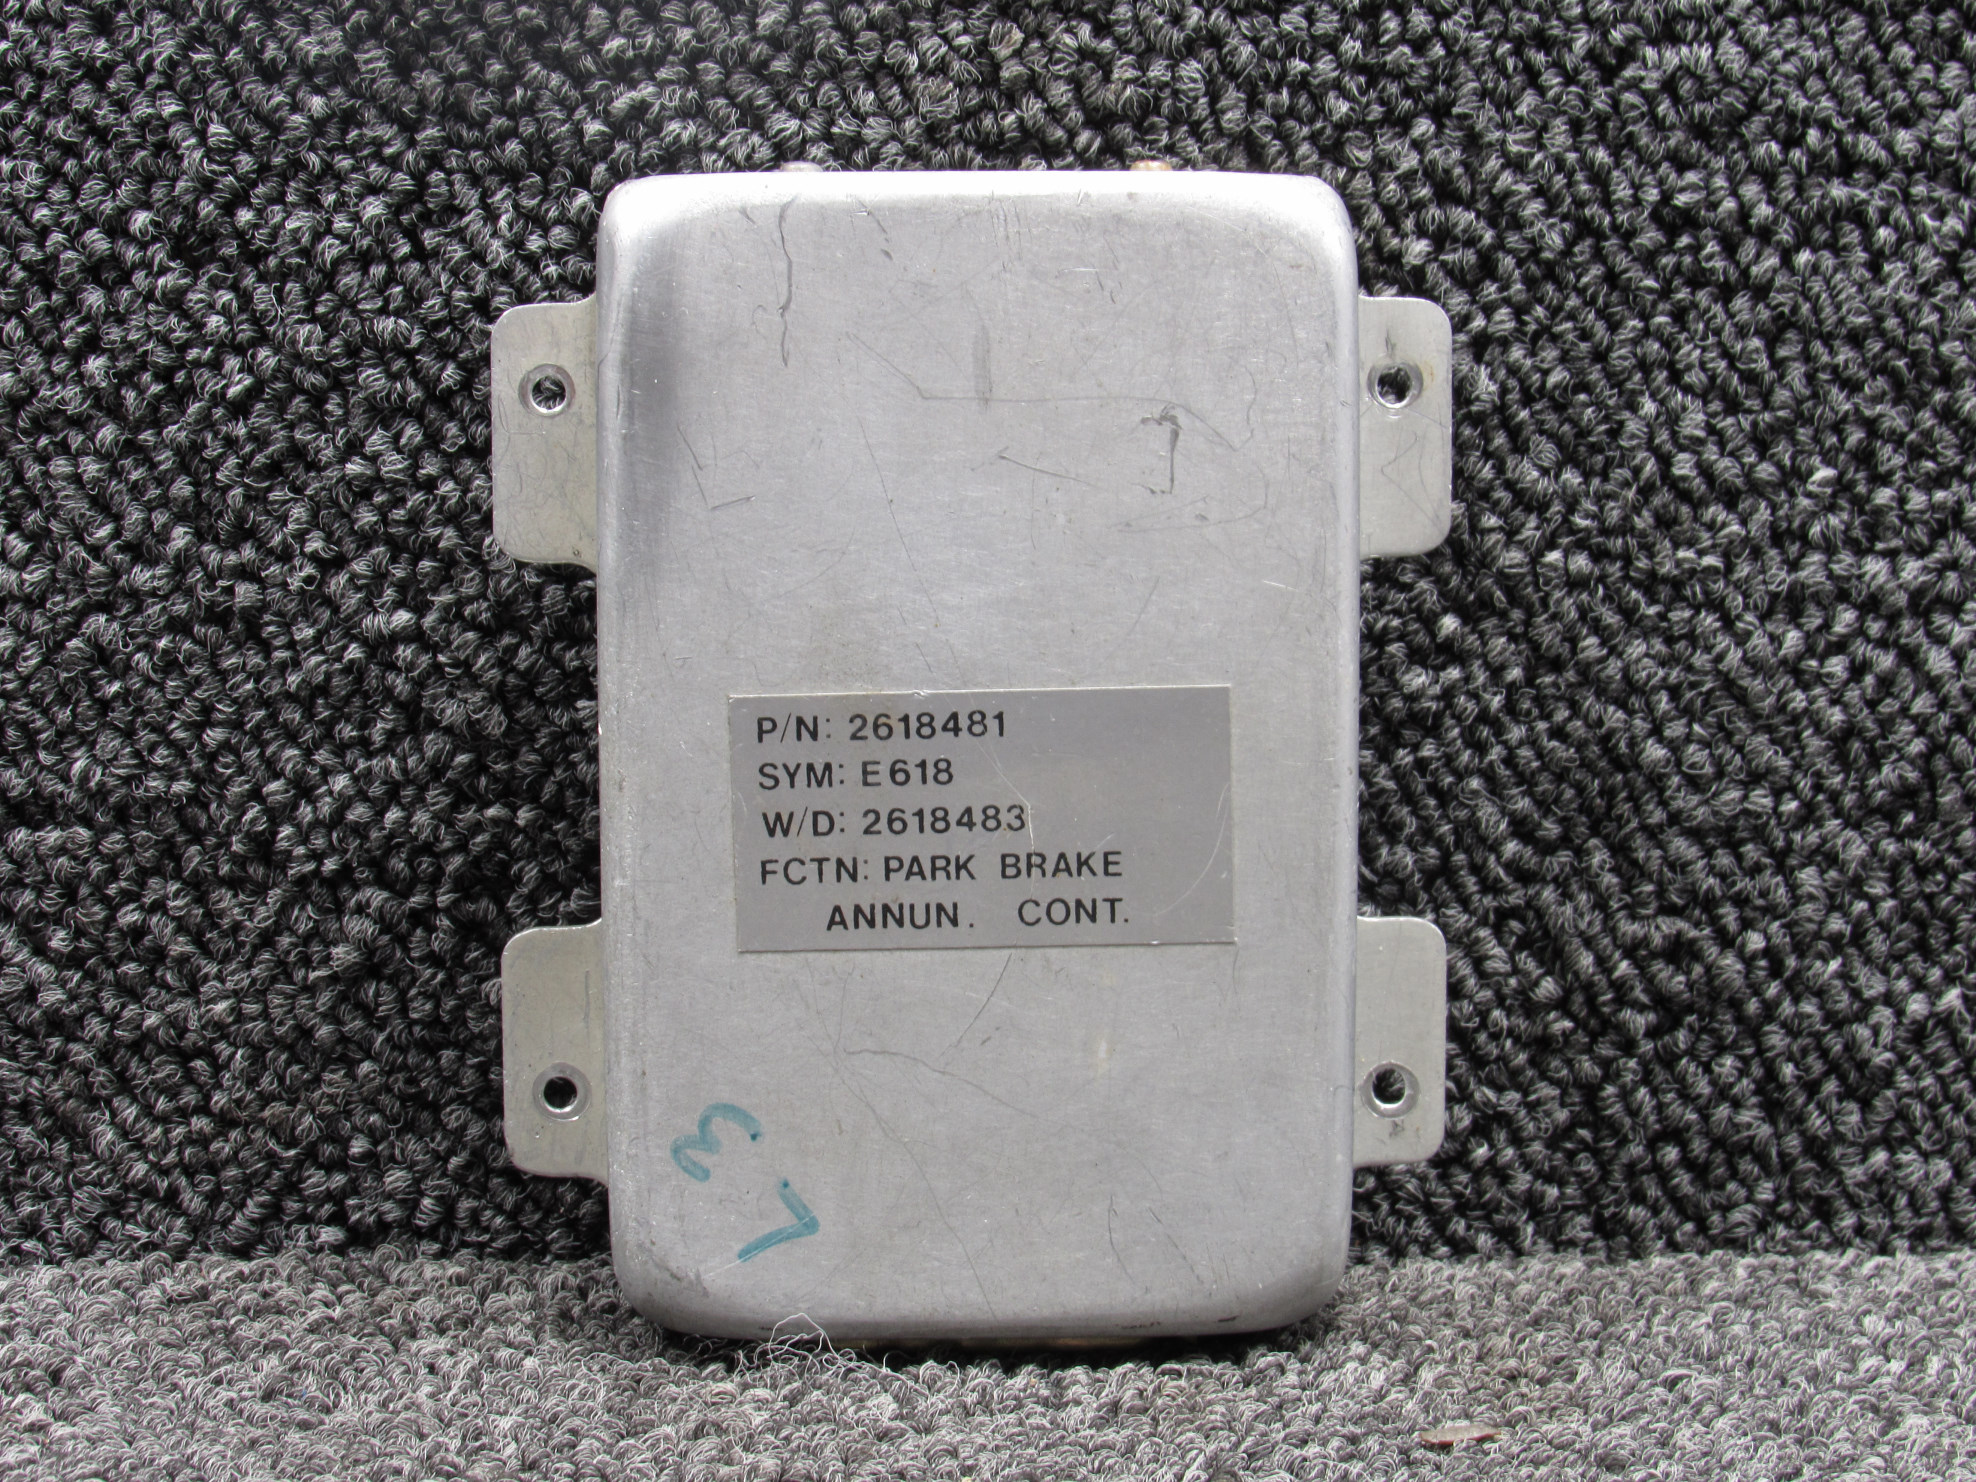 P/N: 2618481
SYM: E618
W/D: 2618483
FCTN: PARK BRAKE
ANNUN. CONT.